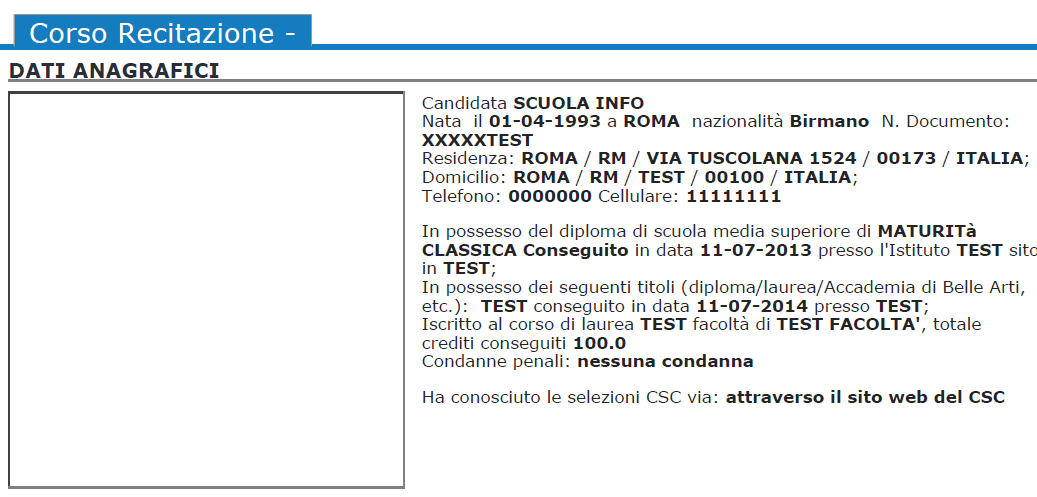 Corso Recitazione -
DATI ANAGRAFICI
Candidata SCUOLA INFO
Nata il 01-04-1993 a ROMA nazionalità Birmano N. Documento:
XXXXXTEST
Residenza: ROMA / RM / VIA TUSCOLANA 1524 / 00173 / ITALIA;
Domicilio: ROMA / RM / TEST / 00100 / ITALIA;
Telefono: 0000000 Cellulare: 11111111
In possesso del diploma di scuola media superiore di MATURITà
CLASSICA Conseguito in data 11-07-2013 presso l'Istituto TEST sito
in TEST;
In possesso dei seguenti titoli (diploma/laurea/Accademia di Belle Arti,
etc.): TEST conseguito in data 11-07-2014 presso TEST;
Iscritto al corso di laurea TEST facoltà di TEST FACOLTA', totale
crediti conseguiti 100.0
Condanne penali: nessuna condanna
Ha conosciuto le selezioni CSC via: attraverso il sito web del CSC